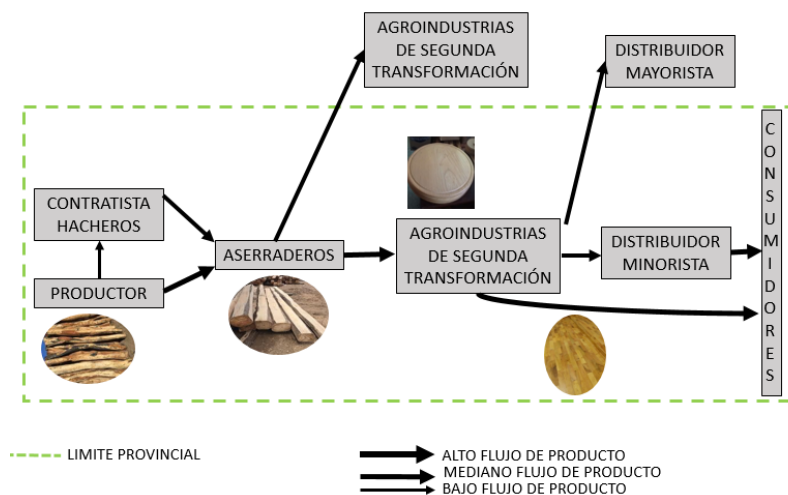 AGROINDUSTRIAS
DE SEGUNDA
TRANSFORMACIÓN
DISTRIBUIDOR
MAYORISTA
CONTRATISTA
HACHEROS
PRODUCTOR
ASERRADEROS
AGROINDUSTRIAS
DE SEGUNDA
TRANSFORMACIÓN
DISTRIBUIDOR
MINORISTA
CONSUMIDORES
LIMITE PROVINCIAL
ALTO FLUJO DE PRODUCTO
MEDIANO FLUJO DE PRODUCTO
BAJO FLUJO DE PRODUCTO